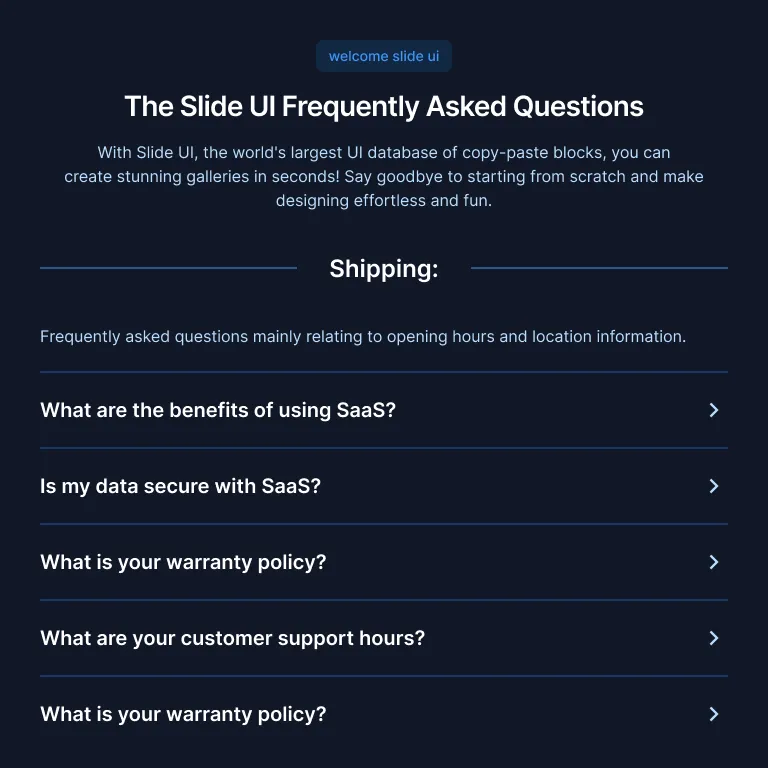 welcome slide ui
The Slide UI Frequently Asked Questions
With Slide UI, the world's largest UI database of copy-paste blocks, you can
create stunning galleries in seconds! Say goodbye to starting from scratch and make
designing effortless and fun.
Shipping:
Frequently asked questions mainly relating to opening hours and location information.
What are the benefits of using SaaS?
Is my data secure with SaaS?
What is your warranty policy?
What are your customer support hours?
What is your warranty policy?